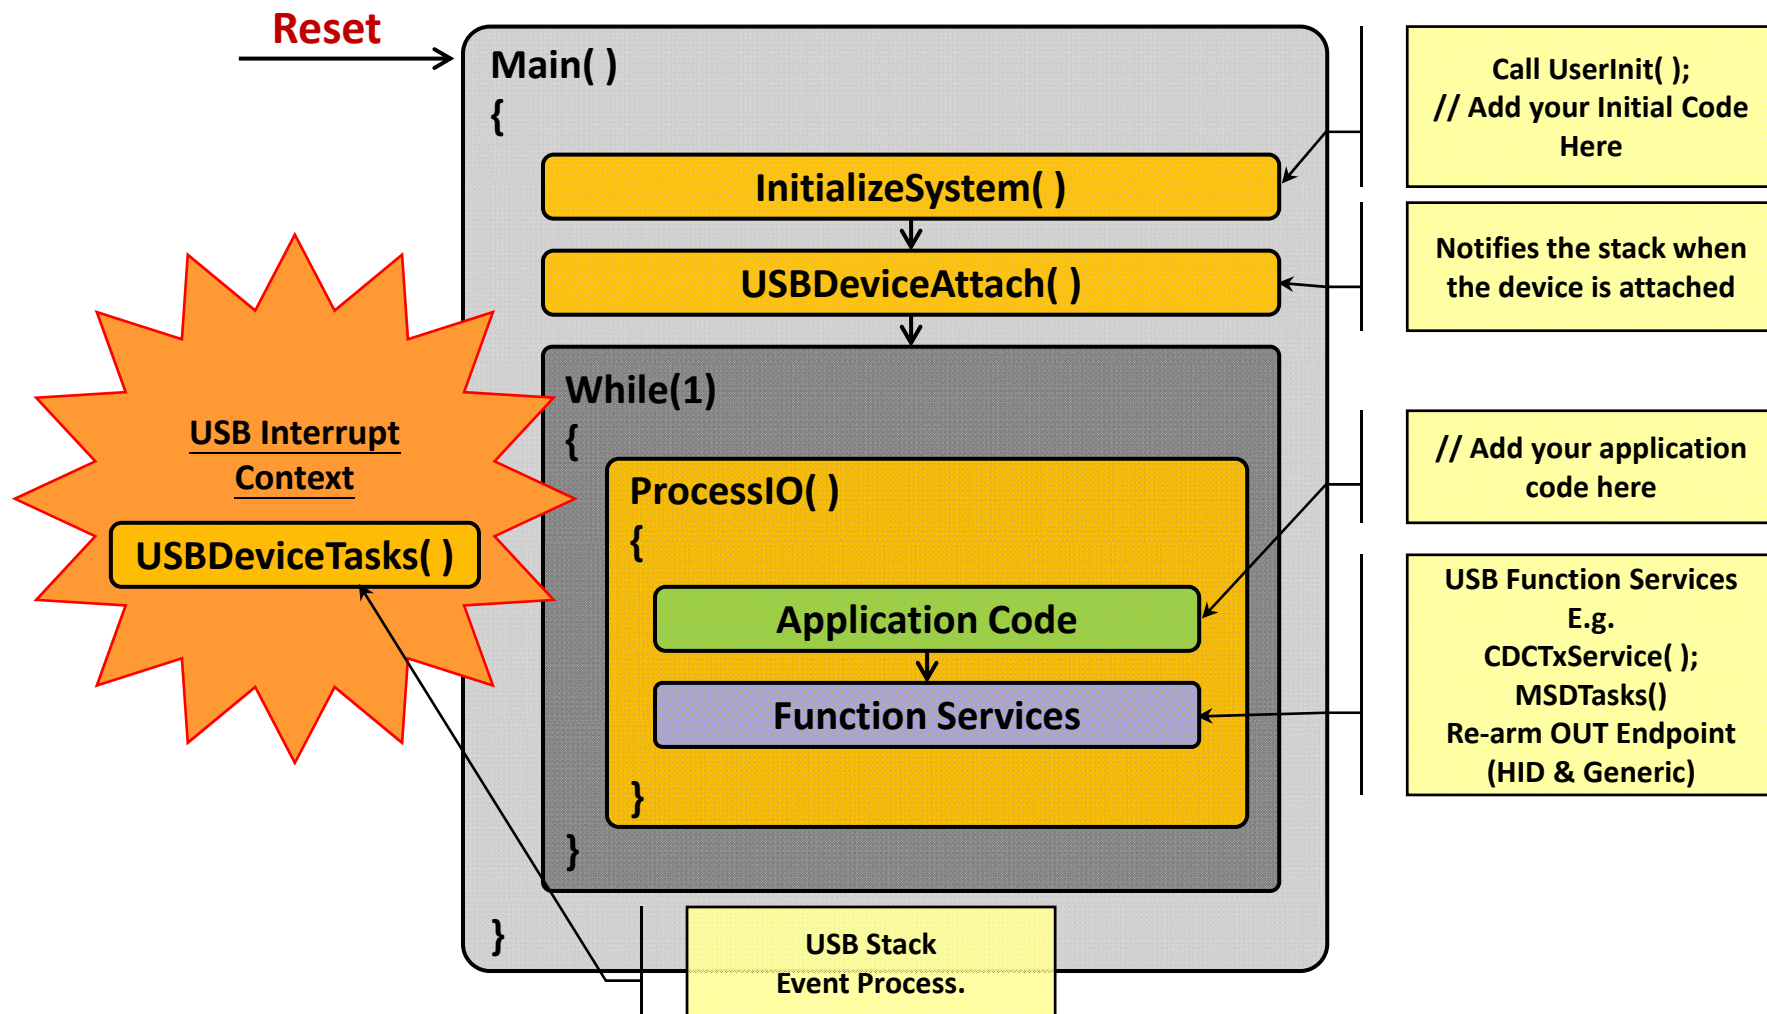 Reset
Main( )
{
InitializeSystem( )
USBDeviceAttach( )
While(1)
{
ProcessIO( )
{
Application Code
Function Services
}
}
}
USB Interrupt
Context
USBDeviceTasks( )
Call UserInit( );
// Add your Initial Code
Here
Notifies the stack when
the device is attached
// Add your application
code here
USB Function Services
E.g.
CDCTxService( );
MSDTasks()
Re-arm OUT Endpoint
(HID & Generic)
USB Stack
Event Process.